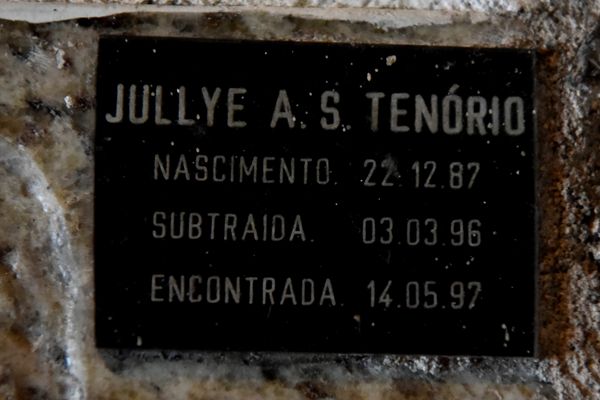 JULLYE A. S. TENÓRIO
NASCIMENTO. 22.12.87
SUBTRAIDA. 03.03.96
ENCONTRADA. 14.05.97